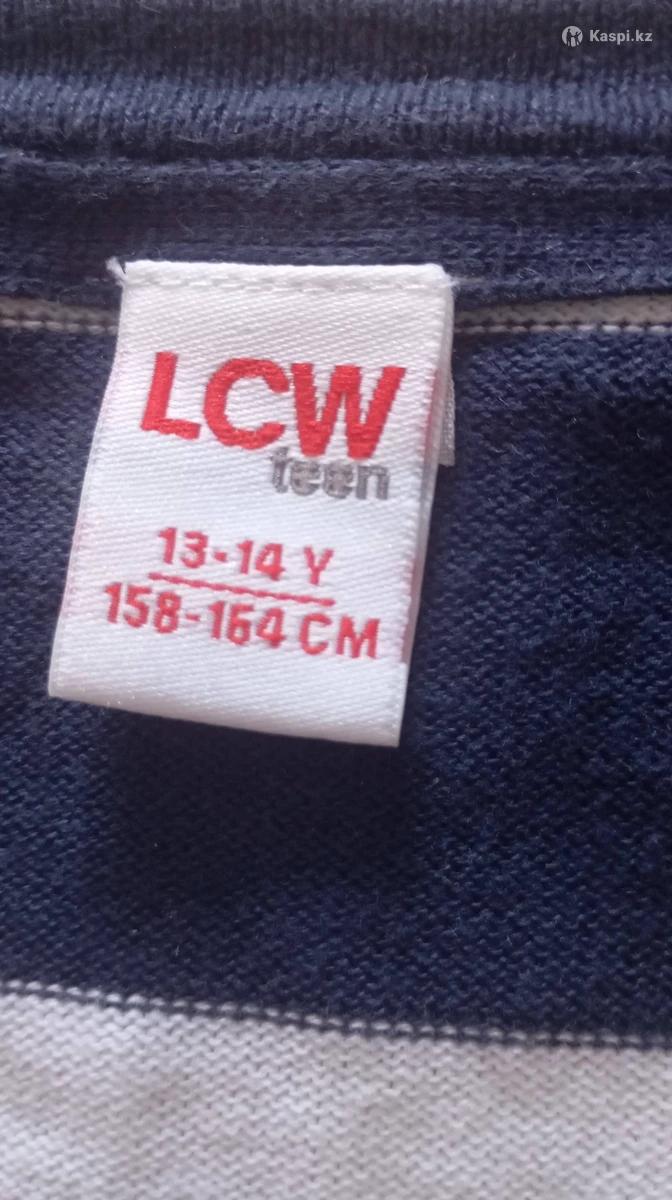 Kaspi.kz
LCW
teen
13-14 Y
158-164 CM